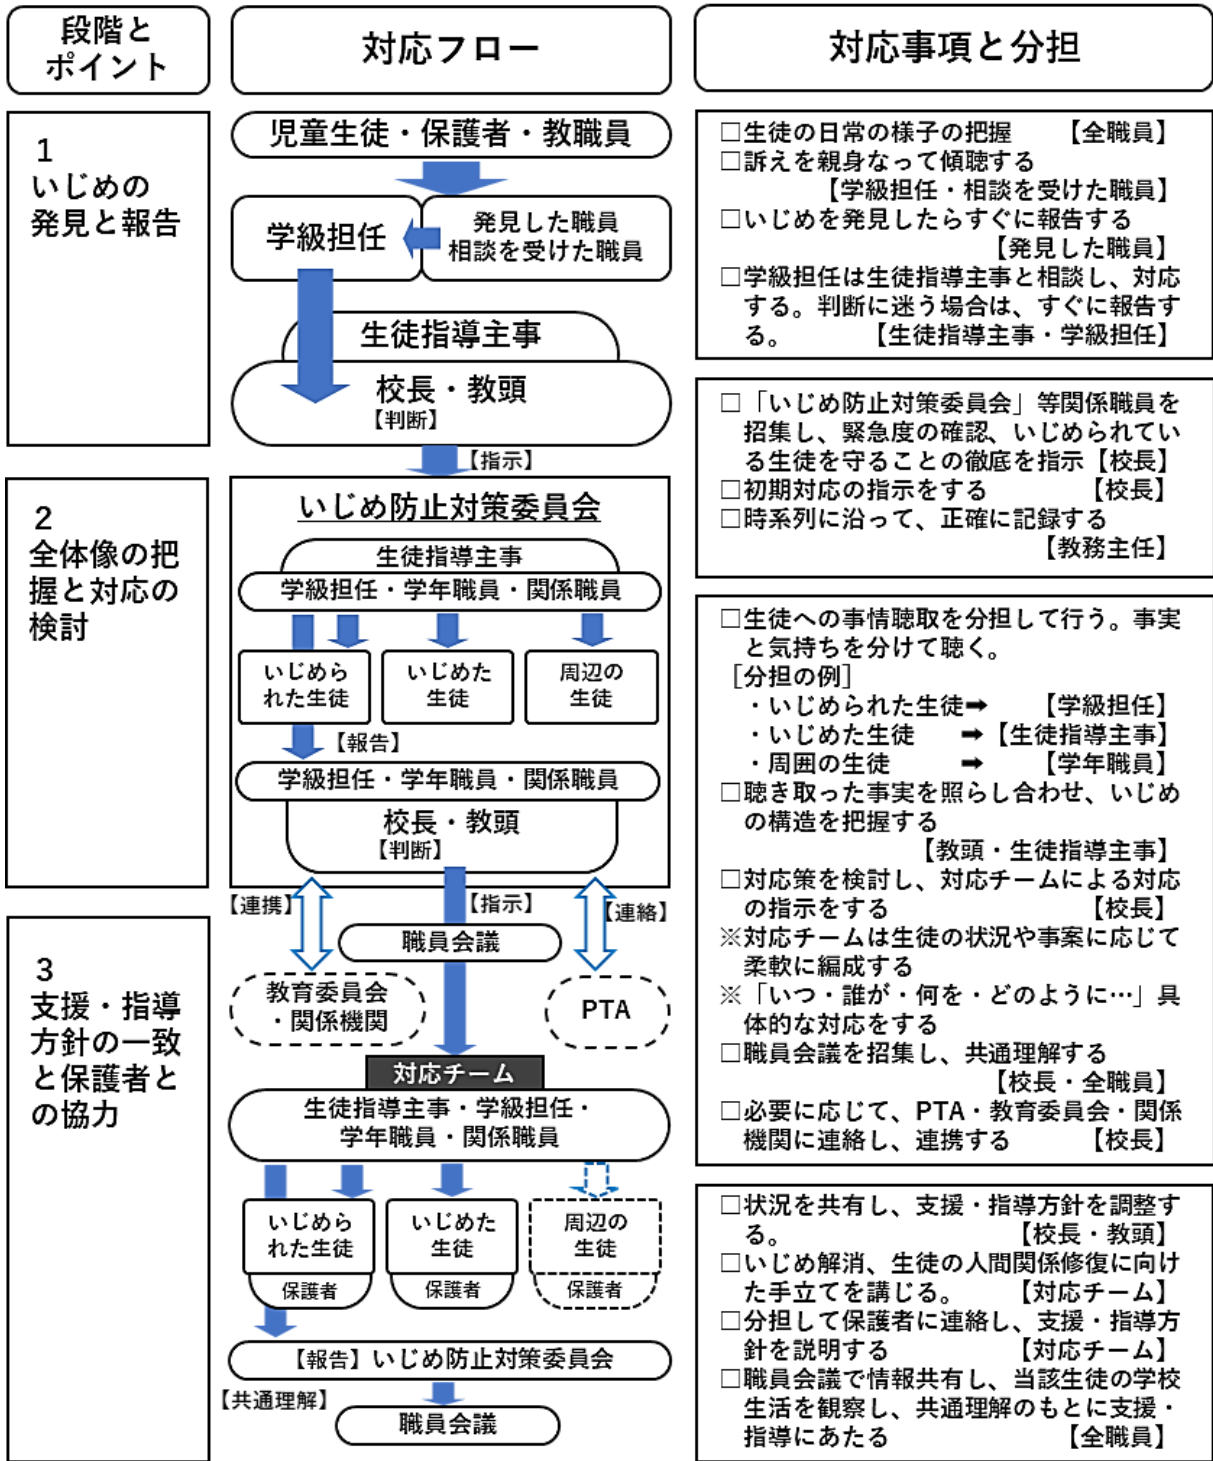 段階と
ポイント
対応フロー
対応事項と分担
1
いじめの
発見と報告
児童生徒・保護者・教職員
学級担任
発見した職員
相談を受けた職員
生徒指導主事
校長・教頭
【判断】
【指示】
□生徒の日常の様子の把握 【全職員】
□訴えを親身なって傾聴する
【学級担任・相談を受けた職員】
□いじめを発見したらすぐに報告する
【発見した職員】
□学級担任は生徒指導主事と相談し、対応
する。判断に迷う場合は、すぐに報告す
る。 【生徒指導主事・学級担任】
2
全体像の把
握と対応の
検討
いじめ防止対策委員会
生徒指導主事
学級担任・学年職員・関係職員
いじめら
れた生徒
いじめた
生徒
周辺の
生徒
【報告】
学級担任・学年職員・関係職員
校長・教頭
【判断】
□「いじめ防止対策委員会」等関係職員を
招集し、緊急度の確認、いじめられてい
る生徒を守ることの徹底を指示【校長】
□初期対応の指示をする 【校長】
□時系列に沿って、正確に記録する
【教務主任】
□生徒への事情聴取を分担して行う。事実
と気持ちを分けて聴く。
［分担の例］
・いじめられた生徒➡ 【学級担任】
・いじめた生徒 ➡【生徒指導主事】
・周囲の生徒 ➡ 【学年職員】
□聴き取った事実を照らし合わせ、いじめ
の構造を把握する
【教頭・生徒指導主事】
□対応策を検討し、対応チームによる対応
の指示をする 【校長】
※対応チームは生徒の状況や事案に応じて
柔軟に編成する
※「いつ・誰が・何を・どのように…」具
体的な対応をする
□職員会議を招集し、共通理解する
【校長・全職員】
□必要に応じて、PTA・教育委員会・関係
機関に連絡し、連携する 【校長】
3
支援・指導
方針の一致
と保護者と
の協力
【連携】
【指示】
【連絡】
職員会議
教育委員会
・関係機関
PTA
対応チーム
生徒指導主事・学級担任・
学年職員・関係職員
いじめら
れた生徒
保護者
いじめた
生徒
保護者
周辺の
生徒
保護者
【報告】いじめ防止対策委員会
【共通理解】
職員会議
□状況を共有し、支援・指導方針を調整す
る。 【校長・教頭】
□いじめ解消、生徒の人間関係修復に向け
た手立てを講じる。 【対応チーム】
□分担して保護者に連絡し、支援・指導方
針を説明する 【対応チーム】
□職員会議で情報共有し、当該生徒の学校
生活を観察し、共通理解のもとに支援・
指導にあたる 【全職員】